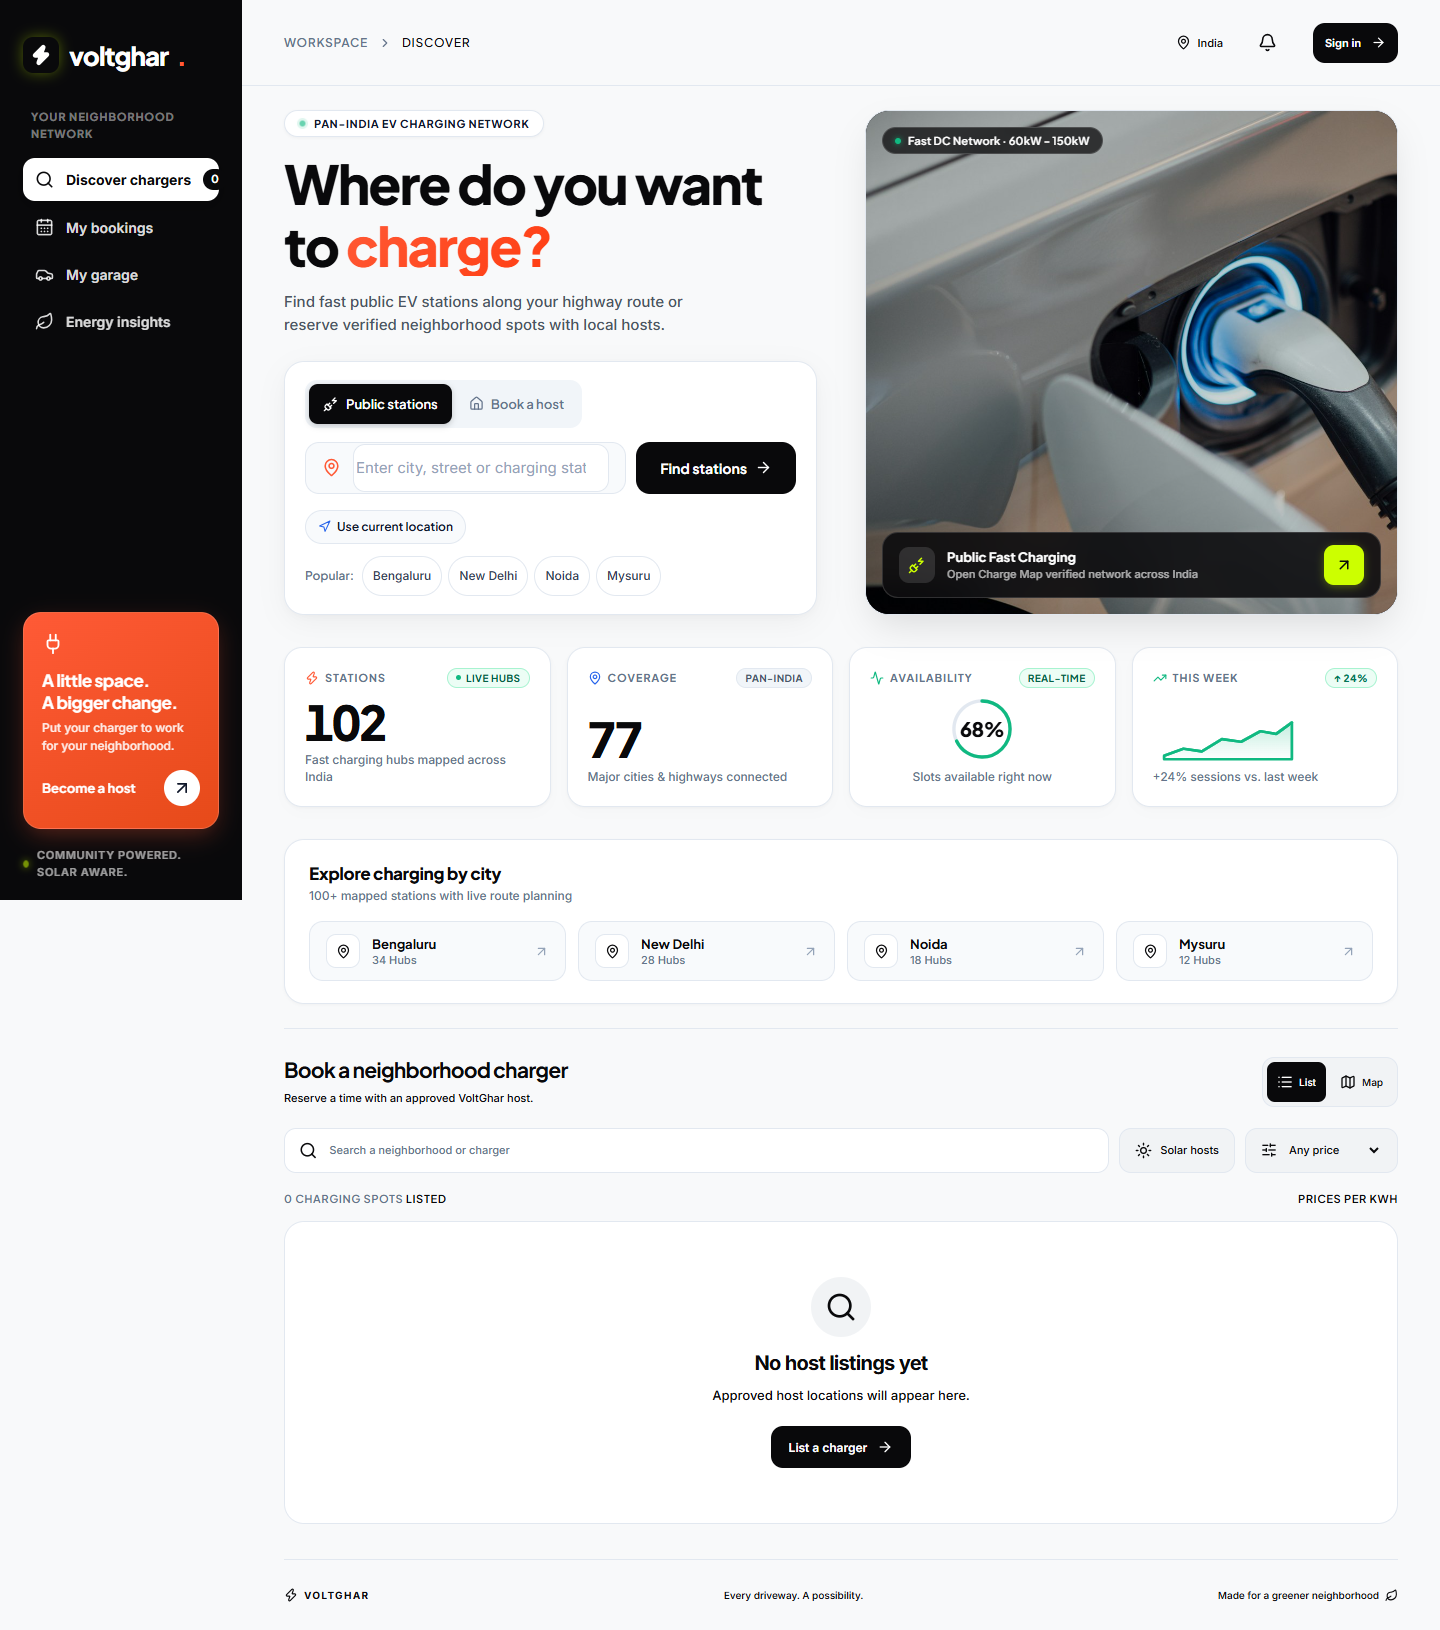 voltghar.
YOUR NEIGHBORHOOD
NETWORK
Discover chargers 0
My bookings
My garage
Energy insights
A little space.
A bigger change.
Put your charger to work
for your neighborhood.
Become a host
COMMUNITY POWERED.
SOLAR AWARE.
WORKSPACE > DISCOVER
India
Sign in →
PAN-INDIA EV CHARGING NETWORK
Where do you want
to charge?
Find fast public EV stations along your highway route or
reserve verified neighborhood spots with local hosts.
Public stations
Book a host
Enter city, street or charging stat
Find stations →
Use current location
Popular: Bengaluru New Delhi Noida Mysuru
Fast DC Network · 60kW - 150kW
Public Fast Charging
Open Charge Map verified network across India
STATIONS
LIVE HUBS
102
Fast charging hubs mapped across
India
COVERAGE
PAN-INDIA
77
Major cities & highways connected
AVAILABILITY
REAL-TIME
68%
Slots available right now
THIS WEEK
↑ 24%
+24% sessions vs. last week
Explore charging by city
100+ mapped stations with live route planning
Bengaluru
34 Hubs
New Delhi
28 Hubs
Noida
18 Hubs
Mysuru
12 Hubs
Book a neighborhood charger
Reserve a time with an approved VoltGhar host.
List
Map
Search a neighborhood or charger
Solar hosts
Any price
0 CHARGING SPOTS LISTED
PRICES PER KWH
No host listings yet
Approved host locations will appear here.
List a charger →
VOLTGHAR
Every driveway. A possibility.
Made for a greener neighborhood